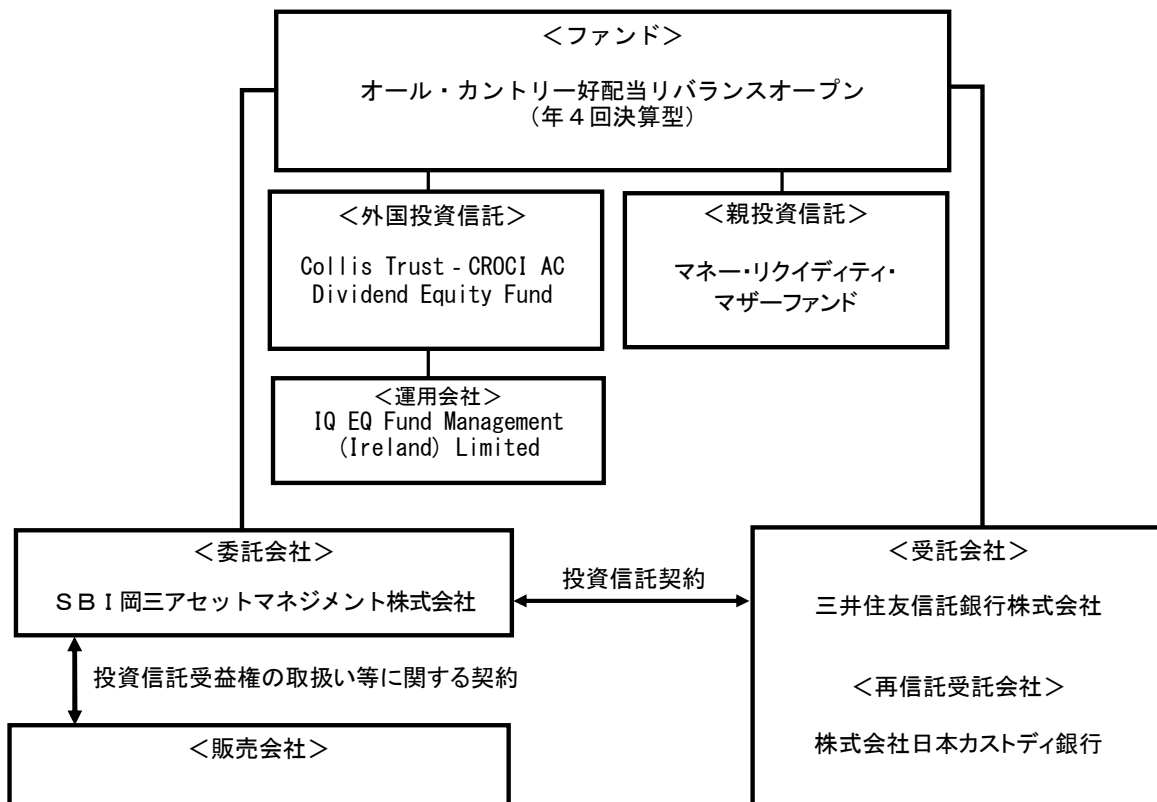 ＜ファンド＞
オール・カントリー好配当リバランスオープン
（年４回決算型）
＜外国投資信託＞
Collis Trust - CROCI AC
Dividend Equity Fund
＜親投資信託＞
マネー・リクイディティ・
マザーファンド
＜運用会社＞
IQ EQ Fund Management
(Ireland) Limited
＜委託会社＞
ＳＢＩ岡三アセットマネジメント株式会社
投資信託契約
＜受託会社＞
三井住友信託銀行株式会社
＜再信託受託会社＞
株式会社日本カストディ銀行
投資信託受益権の取扱い等に関する契約
＜販売会社＞